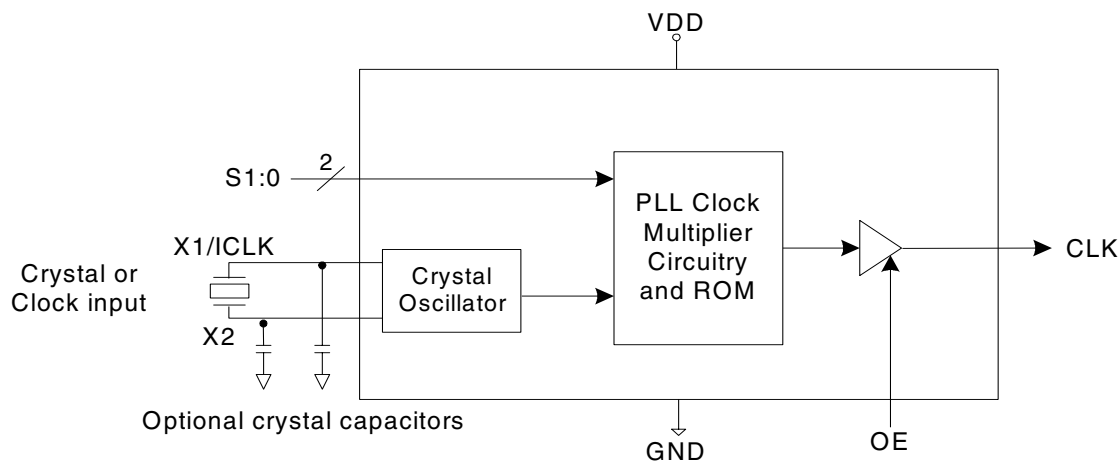 VDD
2
S1:0
PLL Clock
Multiplier
Circuitry
and ROM
X1/ICLK
CLK
Crystal or
Clock input
Crystal
Oscillator
X2
Optional crystal capacitors
GND
OE